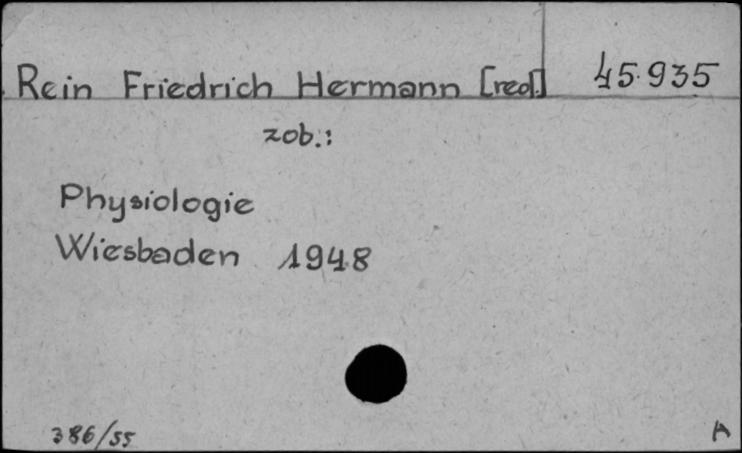 Rein Friedrich Hermann [red.] 45.935
zob.:
Physiologie
Wiesbaden 1948
386/55 A